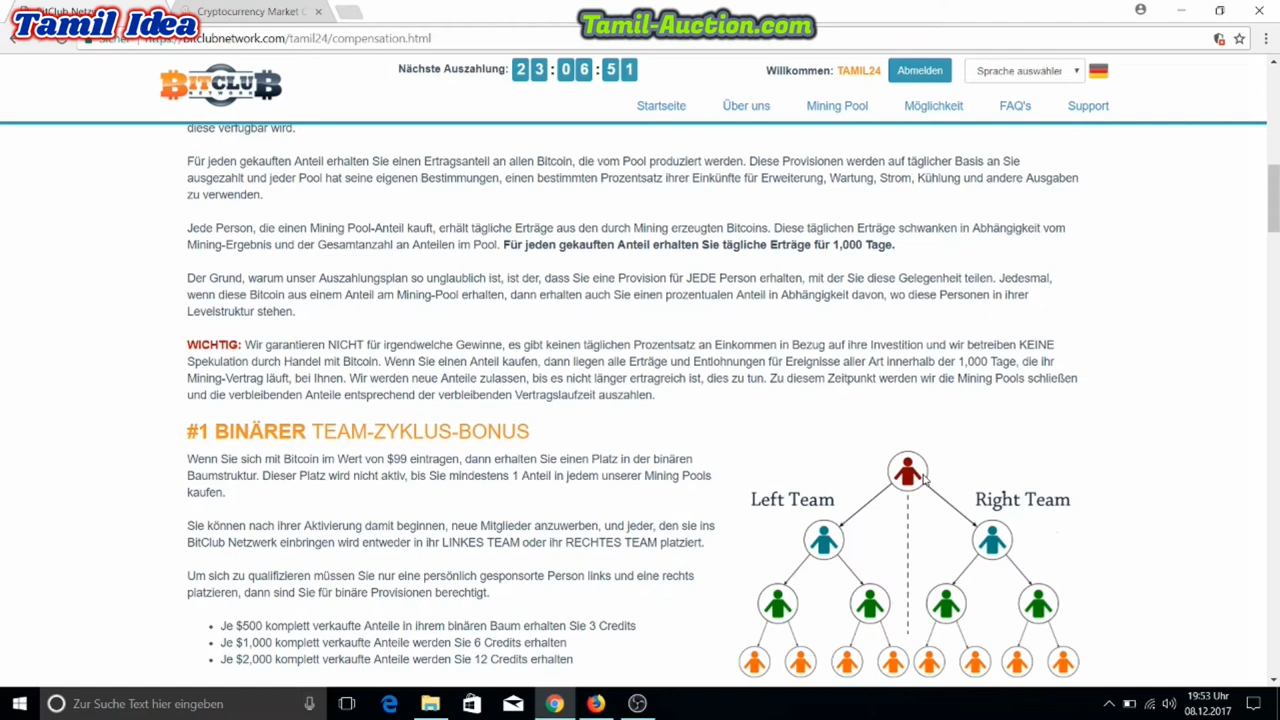 BitClub Netw
Cryptocurrency Market C
Tamil Idea
Tamil-Auction.com
bitclubnetwork.com/tamil24/compensation.html
BITCLUB
NETWORK
Nächste Auszahlung: 23:06:51
Willkommen: TAMIL24
Abmelden
Sprache auswählen
Startseite
Über uns
Mining Pool
Möglichkeit
FAQ's
Support
diese verfügbar wird.
Für jeden gekauften Anteil erhalten Sie einen Ertragsanteil an allen Bitcoin, die vom Pool produziert werden. Diese Provisionen werden auf täglicher Basis an Sie
ausgezahlt und jeder Pool hat seine eigenen Bestimmungen, einen bestimmten Prozentsatz ihrer Einkünfte für Erweiterung, Wartung, Strom, Kühlung und andere Ausgaben
zu verwenden.
Jede Person, die einen Mining Pool-Anteil kauft, erhält tägliche Erträge aus den durch Mining erzeugten Bitcoins. Diese täglichen Erträge schwanken in Abhängigkeit vom
Mining-Ergebnis und der Gesamtanzahl an Anteilen im Pool. Für jeden gekauften Anteil erhalten Sie tägliche Erträge für 1,000 Tage.
Der Grund, warum unser Auszahlungsplan so unglaublich ist, ist der, dass Sie eine Provision für JEDE Person erhalten, mit der Sie diese Gelegenheit teilen. Jedesmal,
wenn diese Bitcoin aus einem Anteil am Mining-Pool erhalten, dann erhalten auch Sie einen prozentualen Anteil in Abhängigkeit davon, wo diese Personen in ihrer
Levelstruktur stehen.
WICHTIG: Wir garantieren NICHT für irgendwelche Gewinne, es gibt keinen täglichen Prozentsatz an Einkommen in Bezug auf ihre Investition und wir betreiben KEINE
Spekulation durch Handel mit Bitcoin. Wenn Sie einen Anteil kaufen, dann liegen alle Erträge und Entlohnungen für Ereignisse aller Art innerhalb der 1,000 Tage, die ihr
Mining-Vertrag läuft, bei Ihnen. Wir werden neue Anteile zulassen, bis es nicht länger ertragreich ist, dies zu tun. Zu diesem Zeitpunkt werden wir die Mining Pools schließen
und die verbleibenden Anteile entsprechend der verbleibenden Vertragslaufzeit auszahlen.
#1 BINÄRER TEAM-ZYKLUS-BONUS
Wenn Sie sich mit Bitcoin im Wert von $99 eintragen, dann erhalten Sie einen Platz in der binären
Baumstruktur. Dieser Platz wird nicht aktiv, bis Sie mindestens 1 Anteil in jedem unserer Mining Pools
kaufen.
Sie können nach ihrer Aktivierung damit beginnen, neue Mitglieder anzuwerben, und jeder, den sie ins
BitClub Netzwerk einbringen wird entweder in ihr LINKES TEAM oder ihr RECHTES TEAM platziert.
Um sich zu qualifizieren müssen Sie nur eine persönlich gesponsorte Person links und eine rechts
platzieren, dann sind Sie für binäre Provisionen berechtigt.
Je $500 komplett verkaufte Anteile in ihrem binären Baum erhalten Sie 3 Credits
Je $1,000 komplett verkaufte Anteile werden Sie 6 Credits erhalten
Je $2,000 komplett verkaufte Anteile werden Sie 12 Credits erhalten
Left Team
Right Team
Zur Suche Text hier eingeben
19:53 Uhr
08.12.2017